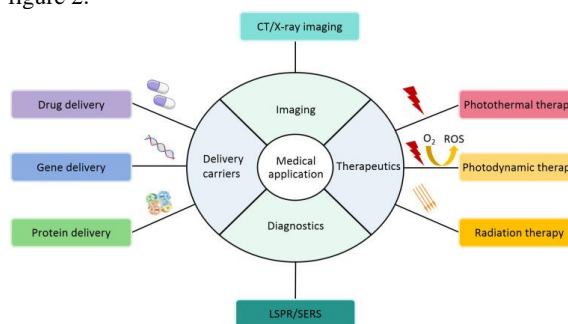 figure 2.
CT/X-ray imaging
Drug delivery
Imaging
Photothermal therap
O2 ROS
Gene delivery
Delivery
carriers
Medical
application
Therapeutics
Photodynamic therap
Protein delivery
Diagnostics
Radiation therapy
LSPR/SERS